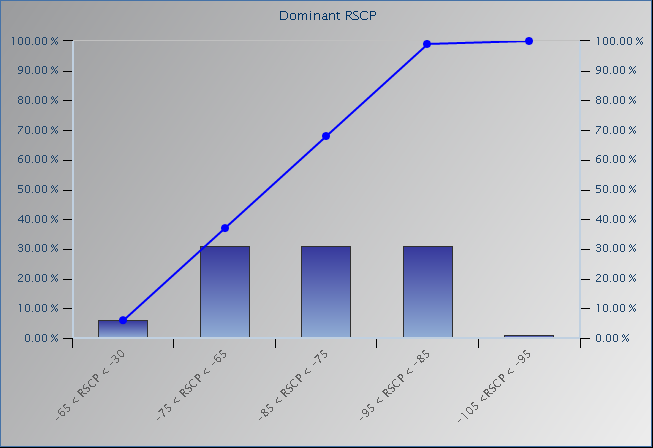 Dominant RSCP
100.00 % 100.00 %
90.00 % 90.00 %
80.00 % 80.00 %
70.00 % 70.00 %
60.00 % 60.00 %
50.00 % 50.00 %
40.00 % 40.00 %
30.00 % 30.00 %
20.00 % 20.00 %
10.00 % 10.00 %
0.00 % 0.00 %
-65 < RSCP < -30
-75 < RSCP < -65
-85 < RSCP < -75
-95 < RSCP < -85
-105 <RSCP < -95